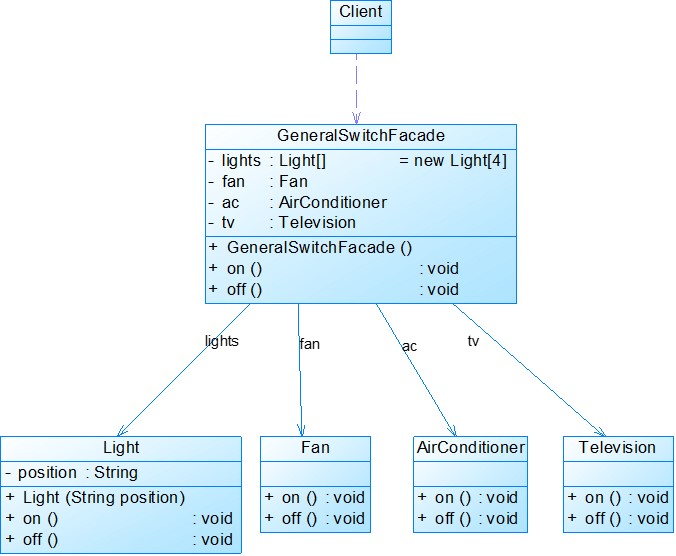 Client
GeneralSwitchFacade
- lights : Light[] = new Light[4]
- fan : Fan
- ac : AirConditioner
- tv : Television
+ GeneralSwitchFacade ()
+ on () : void
+ off () : void
lights
fan
ac
tv
Light
- position : String
+ Light (String position)
+ on () : void
+ off () : void
Fan
+ on () : void
+ off () : void
AirConditioner
+ on () : void
+ off () : void
Television
+ on () : void
+ off () : void